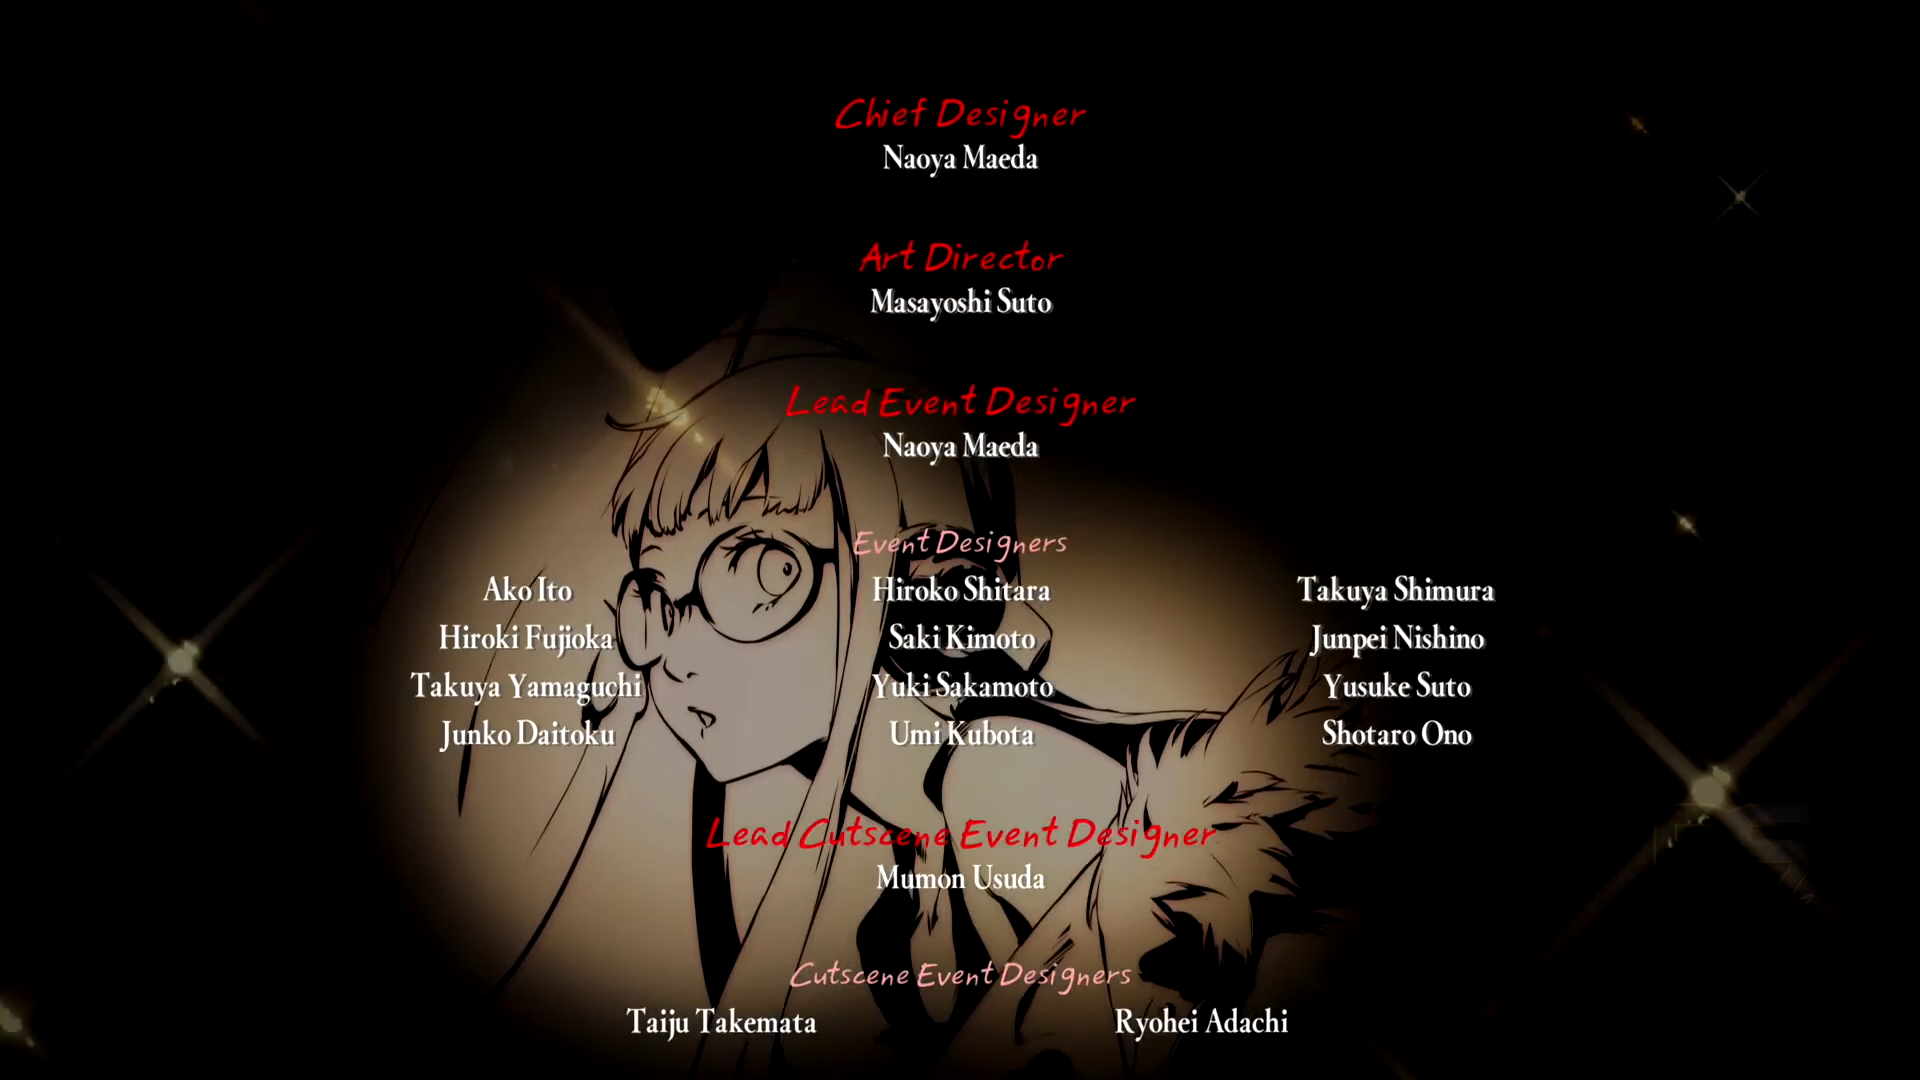 Chief Designer
Naoya Maeda
Art Director
Masayoshi Suto
Lead Event Designer
Naoya Maeda
Event Designers
Ako Ito Hiroko Shitara Takuya Shimura
Hiroki Fujioka Saki Kimoto Junpei Nishino
Takuya Yamaguchi Yuki Sakamoto Yusuke Suto
Junko Daitoku Umi Kubota Shotaro Ono
Lead Cutscene Event Designer
Mumon Usuda
Cutscene Event Designers
Taiju Takemata Ryohei Adachi